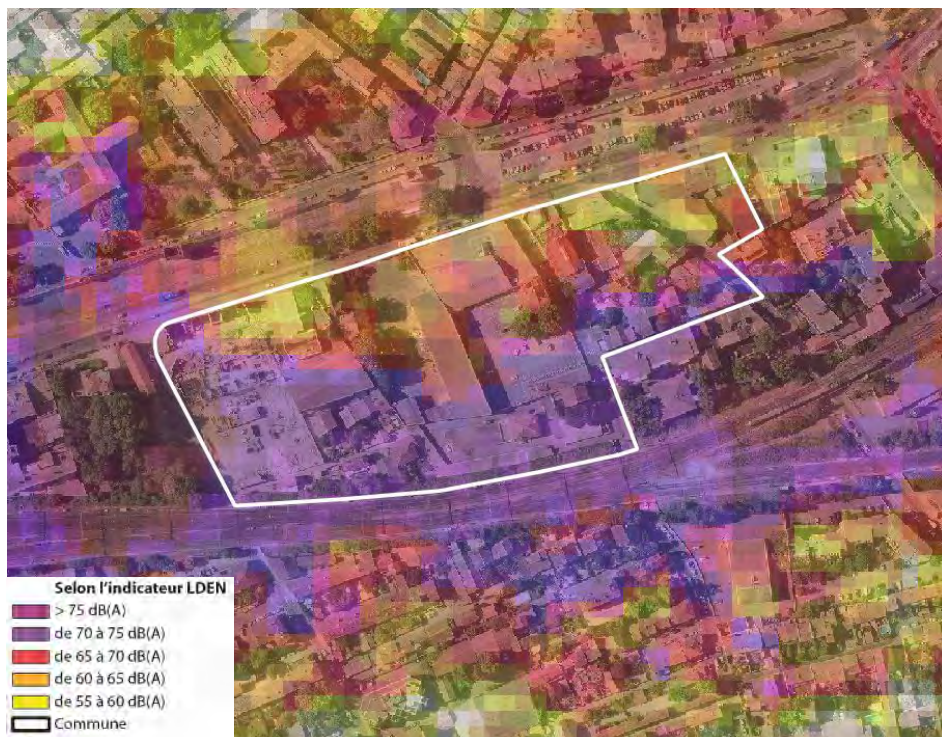 Selon l'indicateur LDEN
> 75 dB(A)
de 70 à 75 dB(A)
de 65 à 70 dB(A)
de 60 à 65 dB(A)
de 55 à 60 dB(A)
Commune